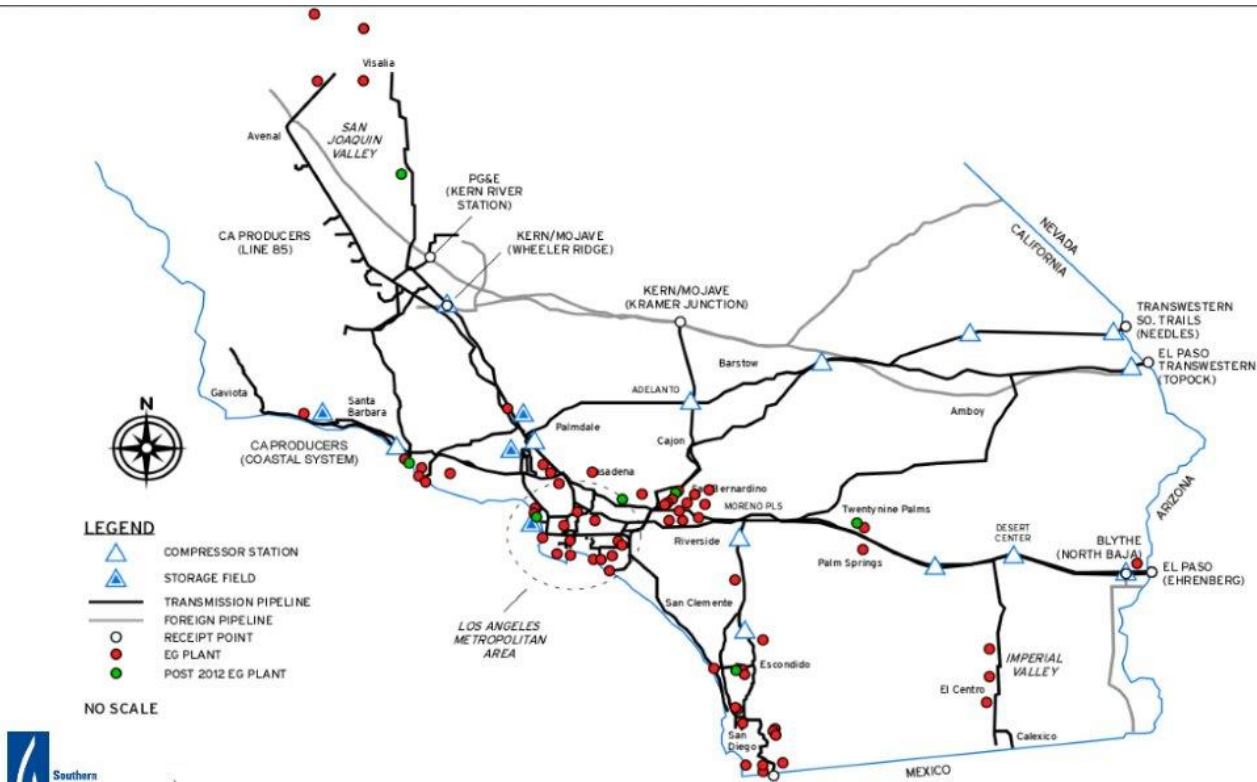 Visalia
Avenal
SAN
JOAQUIN
VALLEY
PG&E
(KERN RIVER
STATION)
CA PRODUCERS
(LINE 85)
KERN/MOJAVE
(WHEELER RIDGE)
NEVADA
CALIFORNIA
KERN/MOJAVE
(KRAMER JUNCTION)
TRANSWESTERN
SO. TRAILS
(NEEDLES)
Barstow
EL PASO
TRANSWESTERN
(TOPOCK)
ADELANTO
Gaviota
Santa
Barbara
N
Amboy
Palmdale
Cajon
CA PRODUCERS
(COASTAL SYSTEM)
asadena
Bernardino
MORENO PLS
Twentynine Palms
ARIZONA
LEGEND
COMPRESSOR STATION
STORAGE FIELD
TRANSMISSION PIPELINE
FOREIGN PIPELINE
RECEIPT POINT
EG PLANT
POST 2012 EG PLANT
NO SCALE
Riverside
DESERT
CENTER
BLYTHE
(NORTH BAJA)
Palm Springs
EL PASO
(EHRENBERG)
San Clemente
LOS ANGELES
METROPOLITAN
AREA
Escondido
IMPERIAL
VALLEY
El Centro
San
Diego
Calexico
MEXICO
Southern